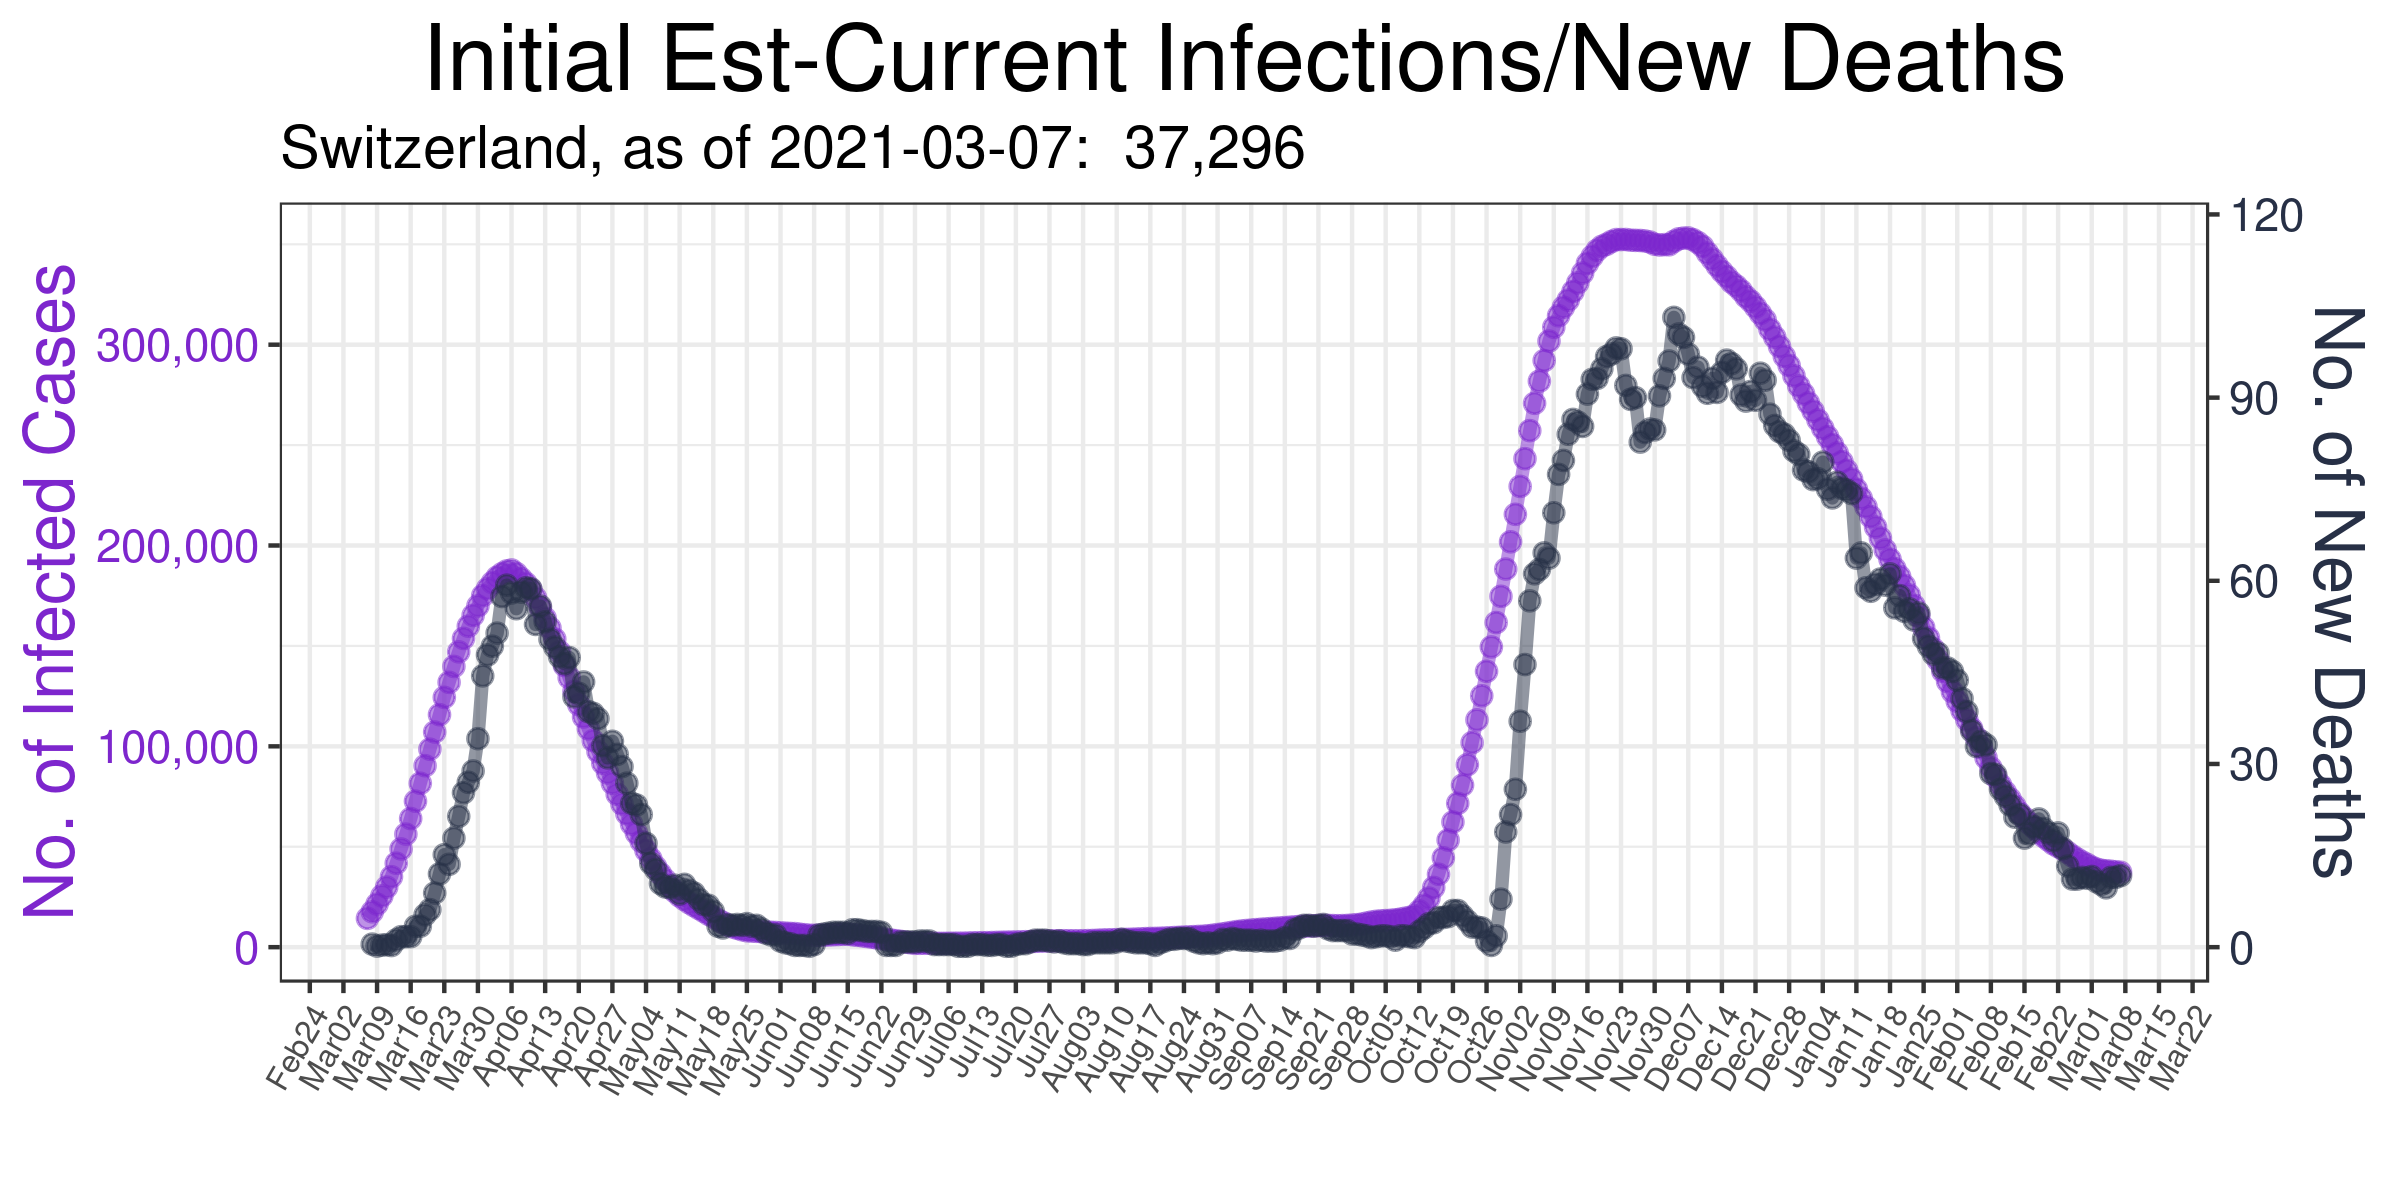 Initial Est-Current Infections/New Deaths
Switzerland, as of 2021-03-07:  37,296
No. of Infected Cases
300,000
200,000
100,000
0
120
90
60
30
0
No. of New Deaths
Feb24
Mar02
Mar09
Mar16
Mar23
Mar30
Apr06
Apr13
Apr20
Apr27
May04
May11
May18
May25
Jun01
Jun08
Jun15
Jun22
Jun29
Jul06
Jul13
Jul20
Jul27
Aug03
Aug10
Aug17
Aug24
Aug31
Sep07
Sep14
Sep21
Sep28
Oct05
Oct12
Oct19
Oct26
Nov02
Nov09
Nov16
Nov23
Nov30
Dec07
Dec14
Dec21
Dec28
Jan04
Jan11
Jan18
Jan25
Feb01
Feb08
Feb15
Feb22
Mar01
Mar08
Mar15
Mar22